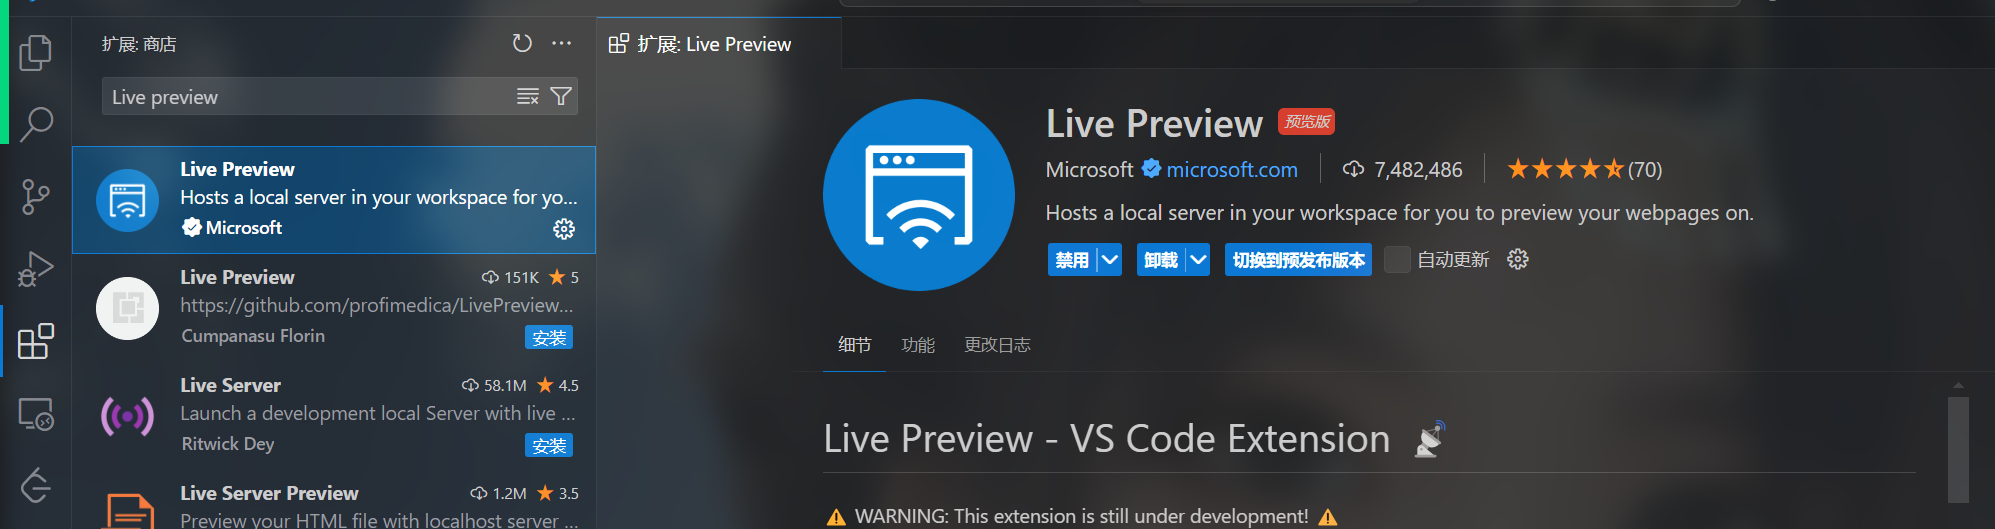 扩展: 商店
Live preview
Live Preview
Hosts a local server in your workspace for yo...
Microsoft
Live Preview 151K 5
https://github.com/profimedica/LivePreview...
Cumpanasu Florin 安装
Live Server 58.1M 4.5
Launch a development local Server with live ...
Ritwick Dey 安装
Live Server Preview 1.2M 3.5
Preview your HTML file with localhost server ...
扩展: Live Preview
Live Preview 预览版
Microsoft microsoft.com 7,482,486 ★★★★⯪(70)
Hosts a local server in your workspace for you to preview your webpages on.
禁用 卸载 切换到预发布版本 自动更新
细节 功能 更改日志
Live Preview - VS Code Extension
⚠️ WARNING: This extension is still under development! ⚠️